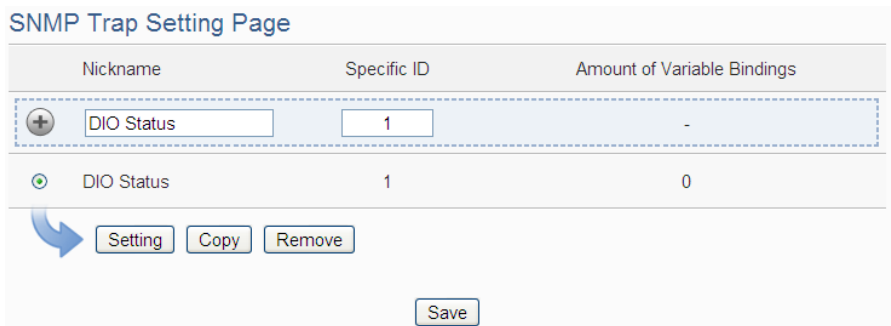 SNMP Trap Setting Page
Nickname Specific ID Amount of Variable Bindings
DIO Status 1 -
DIO Status 1 0
Setting Copy Remove
Save